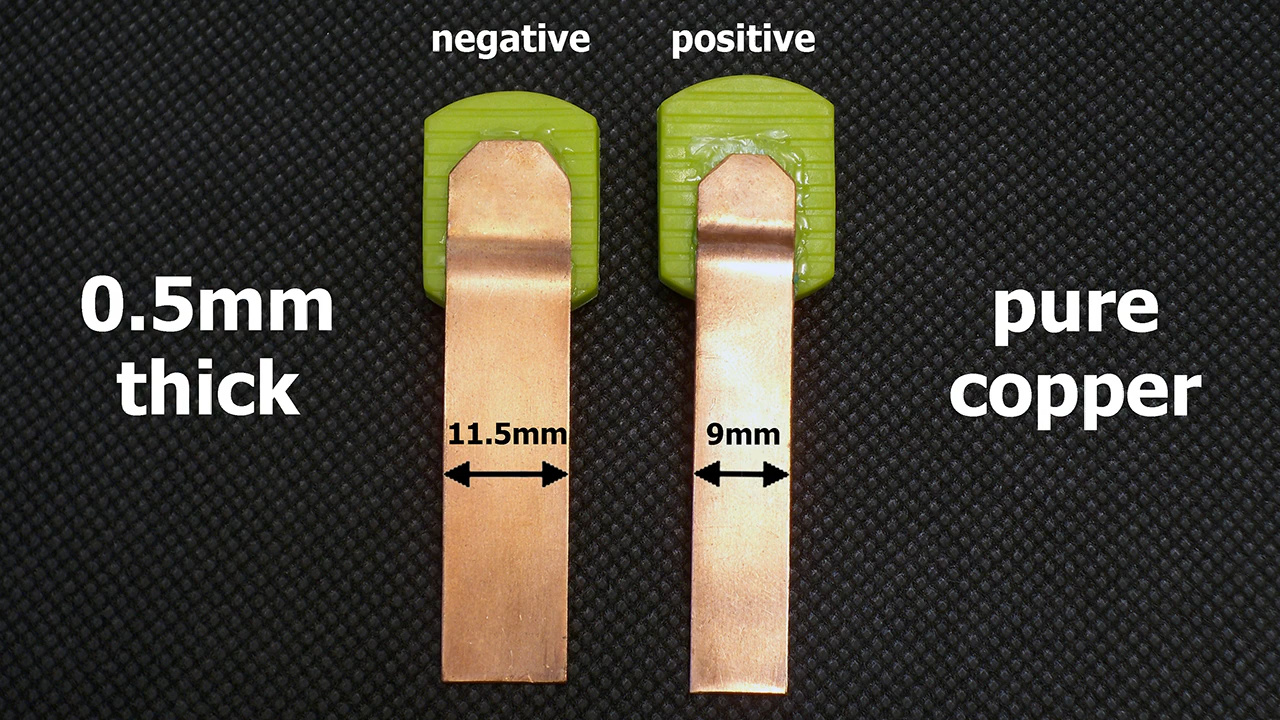 negative
positive
0.5mm
thick
pure
copper
11.5mm
9mm